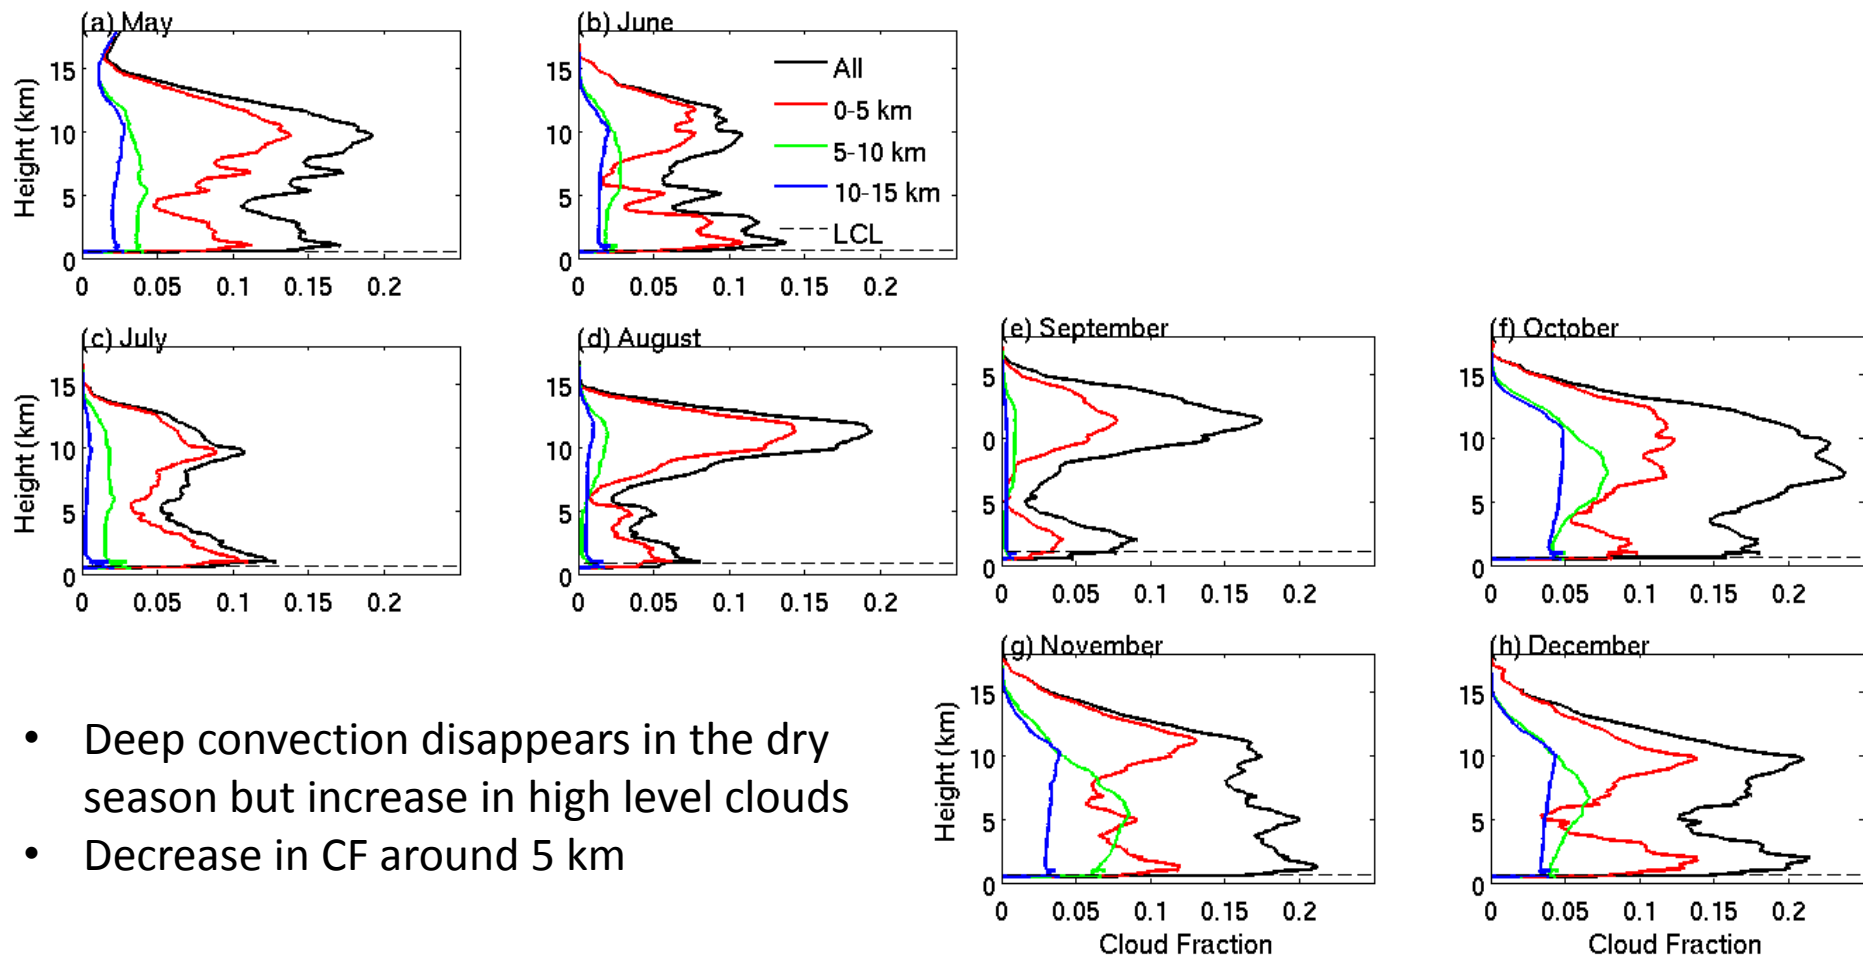 (a) May
Height (km)
15
10
5
0
0 0.05 0.1 0.15 0.2
(b) June
All
0-5 km
5-10 km
10-15 km
LCL
15
10
5
0
0 0.05 0.1 0.15 0.2
(c) July
Height (km)
15
10
5
0
0 0.05 0.1 0.15 0.2
(d) August
15
10
5
0
0 0.05 0.1 0.15 0.2
(e) September
5
0
5
0
0 0.05 0.1 0.15 0.2
(f) October
15
10
5
0
0 0.05 0.1 0.15 0.2
(g) November
Height (km)
15
10
5
0
0 0.05 0.1 0.15 0.2
Cloud Fraction
(h) December
15
10
5
0
0 0.05 0.1 0.15 0.2
Cloud Fraction
• Deep convection disappears in the dry
season but increase in high level clouds
• Decrease in CF around 5 km